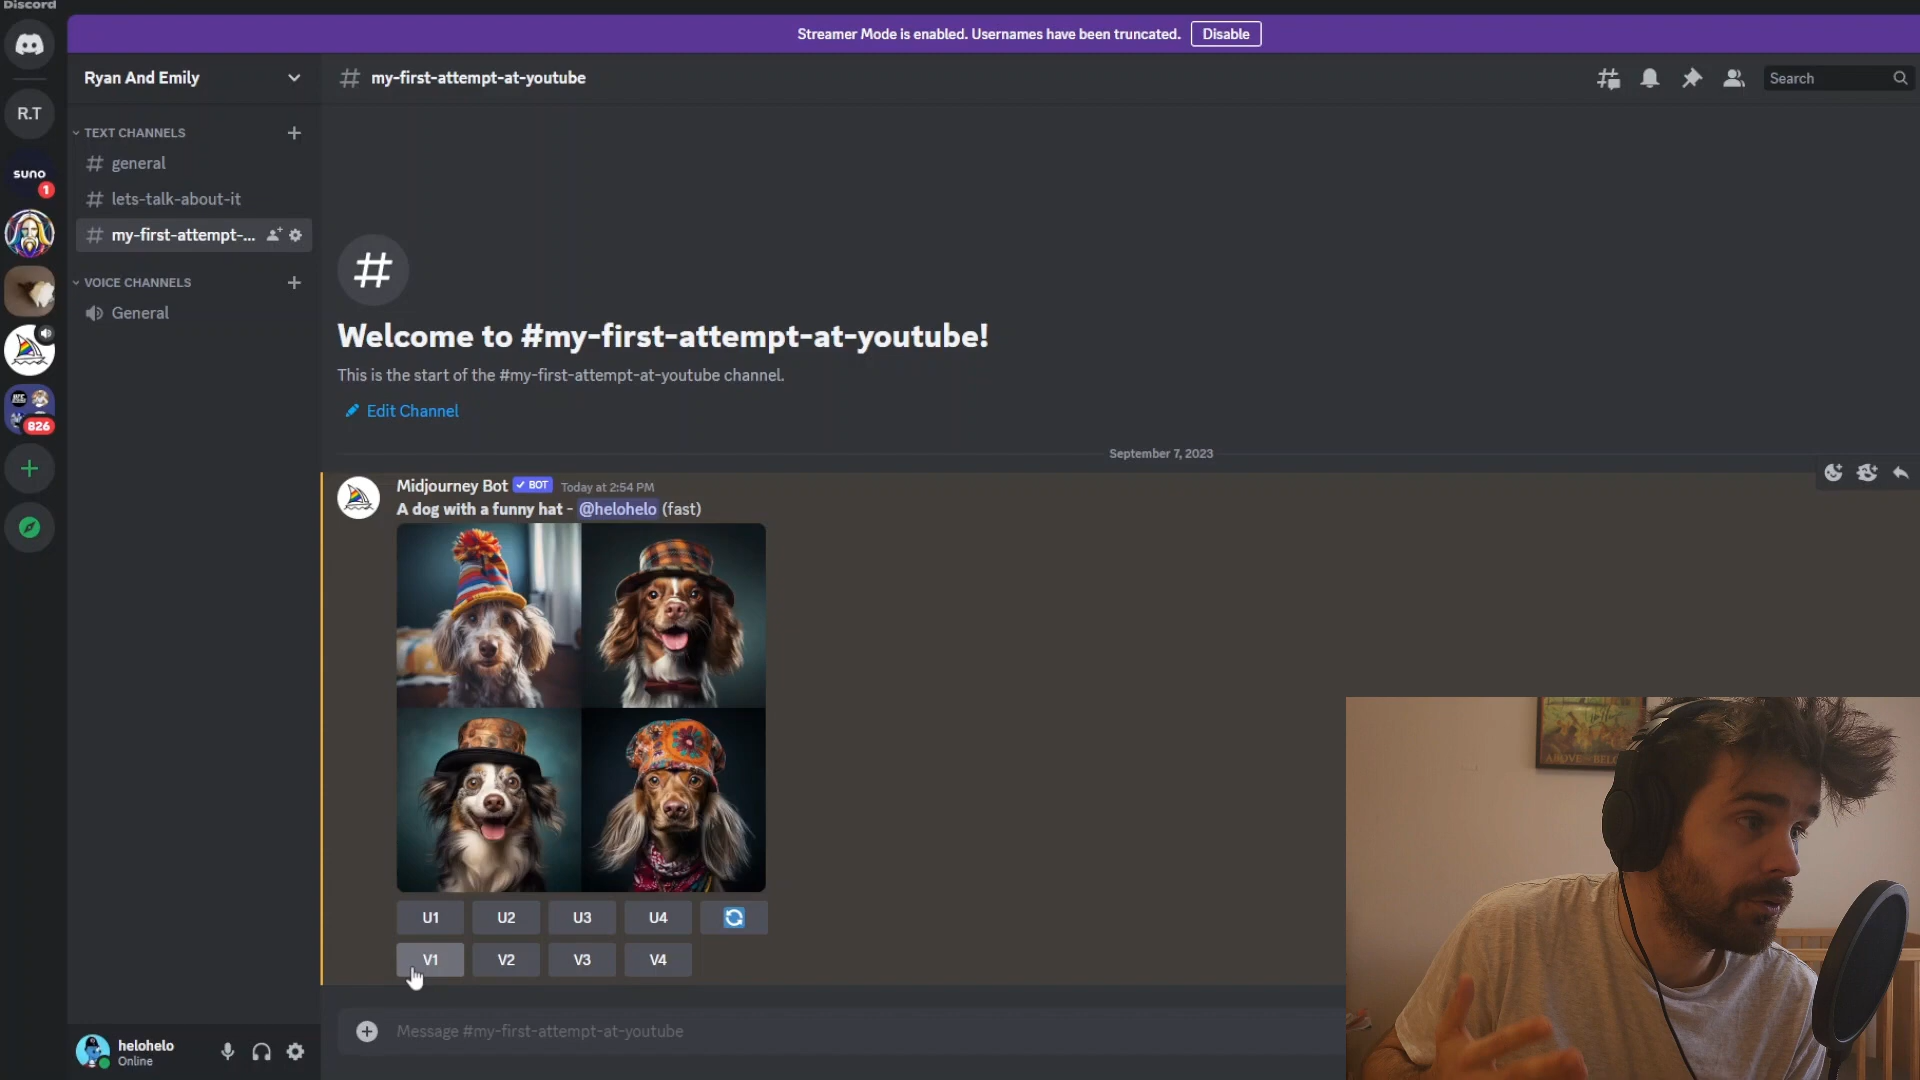 Discord
Streamer Mode is enabled. Usernames have been truncated. Disable
Ryan And Emily
my-first-attempt-at-youtube
Search
R.T
TEXT CHANNELS
general
suno
1
lets-talk-about-it
my-first-attempt-...
VOICE CHANNELS
General
Welcome to #my-first-attempt-at-youtube!
This is the start of the #my-first-attempt-at-youtube channel.
Edit Channel
826
September 7, 2023
Midjourney Bot BOT Today at 2:54 PM
A dog with a funny hat - @helohelo (fast)
ABOVE
U1 U2 U3 U4
V1 V2 V3 V4
Message #my-first-attempt-at-youtube
helohelo
Online